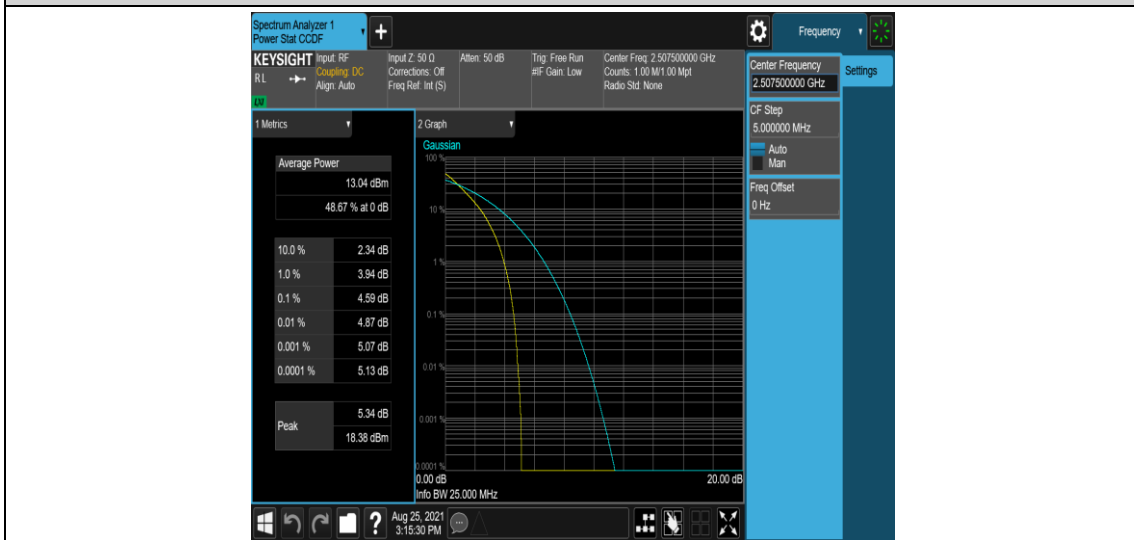 Spectrum Analyzer 1
Power Stat CCDF
+
Frequency
KEYSIGHT
RL
LXI
Input: RF
Coupling: DC
Align: Auto
Input Z: 50 Ω
Corrections: Off
Freq Ref: Int (S)
Atten: 50 dB
Trig: Free Run
#IF Gain: Low
Center Freq: 2.507500000 GHz
Counts: 1.00 M/1.00 Mpt
Radio Std: None
Center Frequency
2.507500000 GHz
Settings
CF Step
5.000000 MHz
Auto
Man
Freq Offset
0 Hz
1 Metrics
Average Power
13.04 dBm
48.67 % at 0 dB
10.0 % 2.34 dB
1.0 % 3.94 dB
0.1 % 4.59 dB
0.01 % 4.87 dB
0.001 % 5.07 dB
0.0001 % 5.13 dB
Peak 5.34 dB
18.38 dBm
2 Graph
Gaussian
100 %
10 %
1 %
0.1 %
0.01 %
0.001 %
0.0001 %
0.00 dB 20.00 dB
Info BW 25.000 MHz
?
Aug 25, 2021
3:15:30 PM